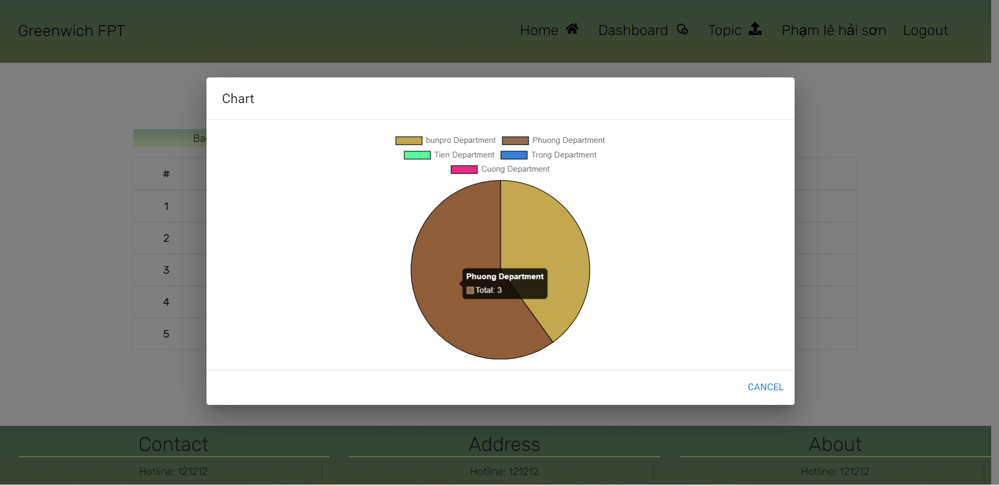 Greenwich FPT
Home
Dashboard
Topic
Phạm lê hải sơn
Logout
Chart
bunpro Department
Phuong Department
Tien Department
Trong Department
Cuong Department
#
1
2
3
4
5
Phuong Department
Total: 3
CANCEL
Contact
Address
About
Hotline: 121212
Hotline: 121212
Hotline: 121212